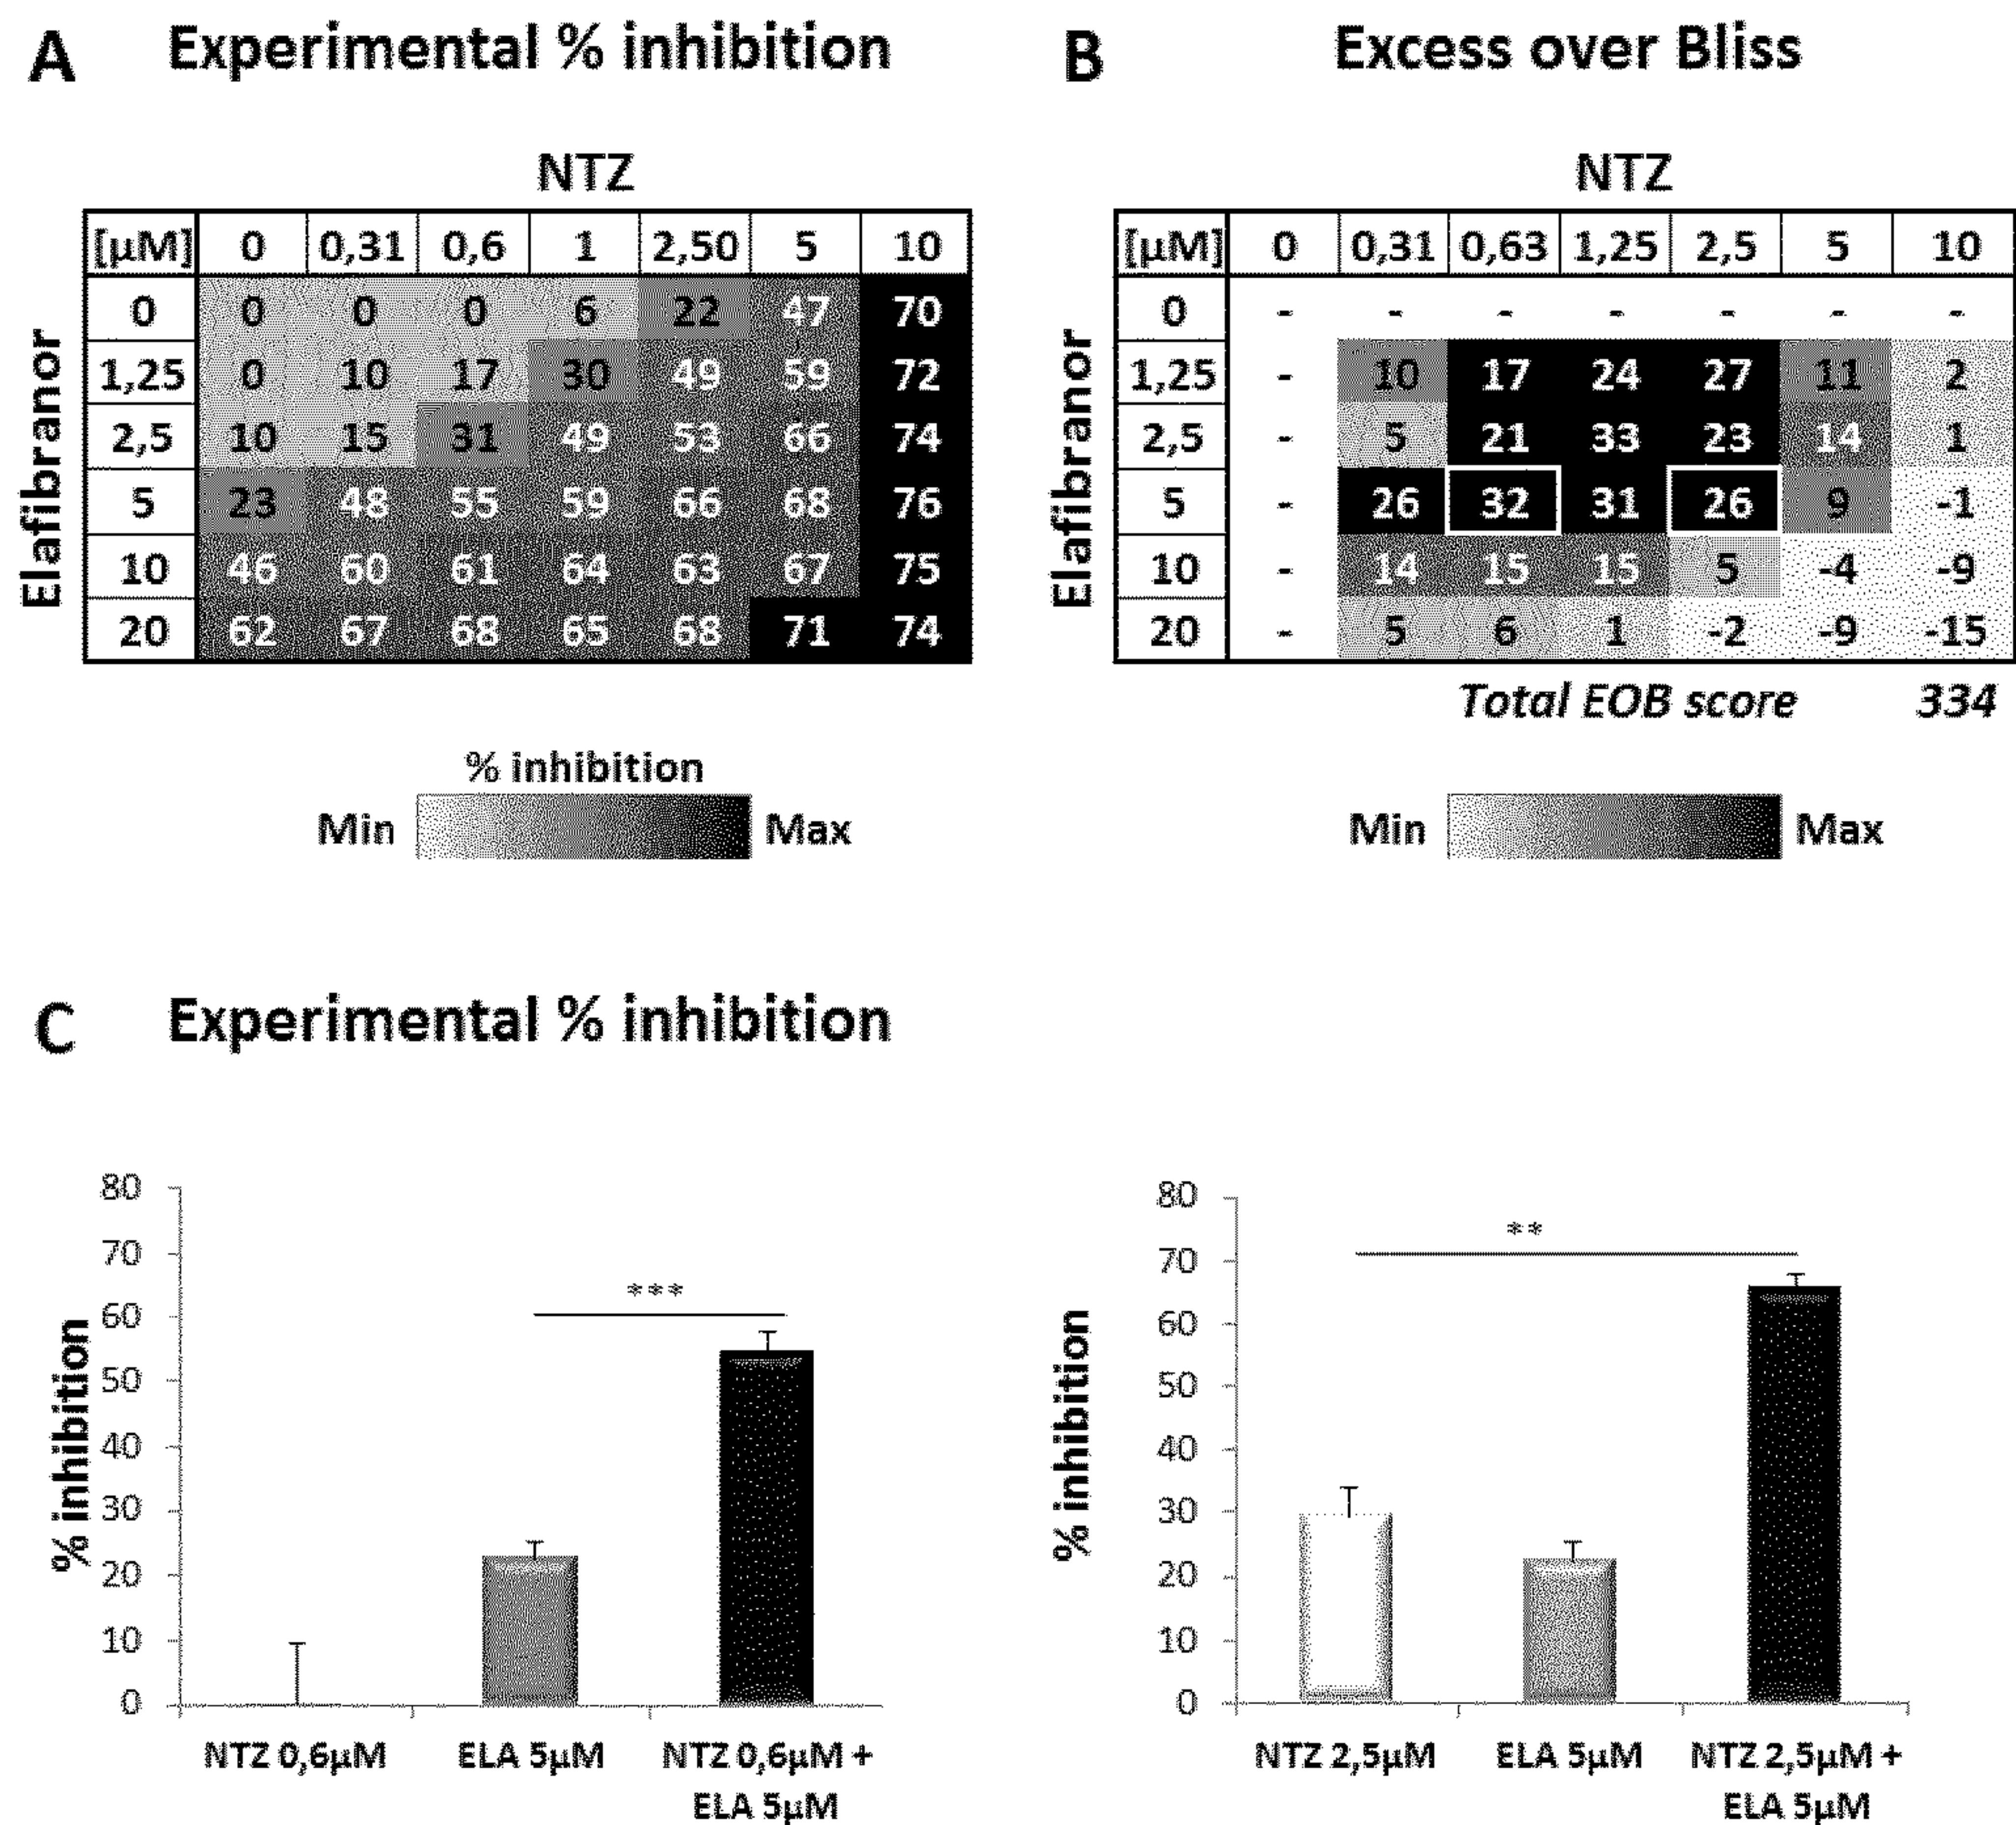 A Experimental % inhibition
NTZ
Elafibranor
[µM] 0 0,31 0,6 1 2,50 5 10
0 0 0 0 6 22 47 70
1,25 0 10 17 30 49 59 72
2,5 10 15 31 49 53 66 74
5 23 48 55 59 66 68 76
10 46 60 61 64 63 67 75
20 62 67 68 65 68 71 74
% inhibition
Min Max
B Excess over Bliss
NTZ
Elafibranor
[µM] 0 0,31 0,63 1,25 2,5 5 10
0 - - - - - - -
1,25 - 10 17 24 27 11 2
2,5 - 5 21 33 23 14 1
5 - 26 32 31 26 9 -1
10 - 14 15 15 5 -4 -9
20 - 5 6 1 -2 -9 -15
Total EOB score 334
Min Max
C Experimental % inhibition
% inhibition
80
70
60
50
40
30
20
10
0
***
NTZ 0,6µM
ELA 5µM
NTZ 0,6µM +
ELA 5µM
% inhibition
80
70
60
50
40
30
20
10
0
**
NTZ 2,5µM
ELA 5µM
NTZ 2,5µM +
ELA 5µM